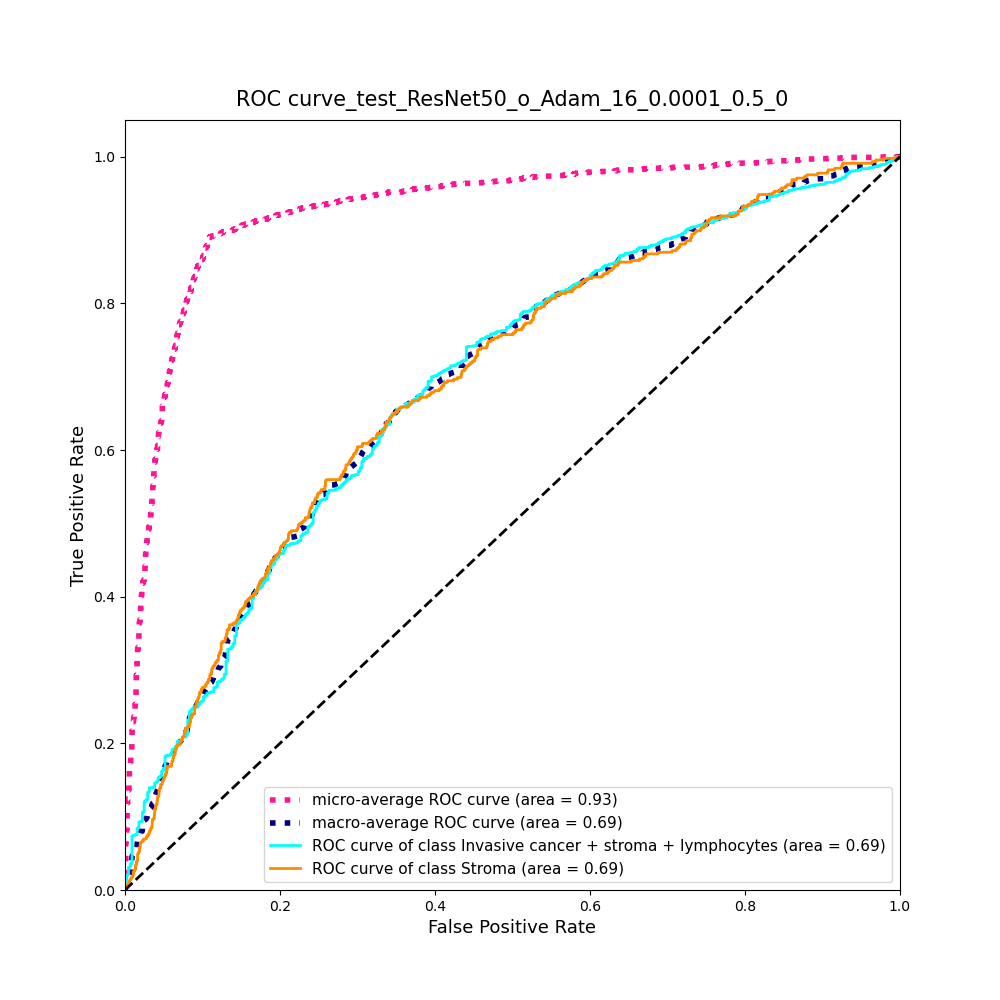 ROC curve_test_ResNet50_o_Adam_16_0.0001_0.5_0
True Positive Rate
1.0
0.8
0.6
0.4
0.2
0.0
0.0 0.2 0.4 0.6 0.8 1.0
False Positive Rate
micro-average ROC curve (area = 0.93)
macro-average ROC curve (area = 0.69)
ROC curve of class Invasive cancer + stroma + lymphocytes (area = 0.69)
ROC curve of class Stroma (area = 0.69)